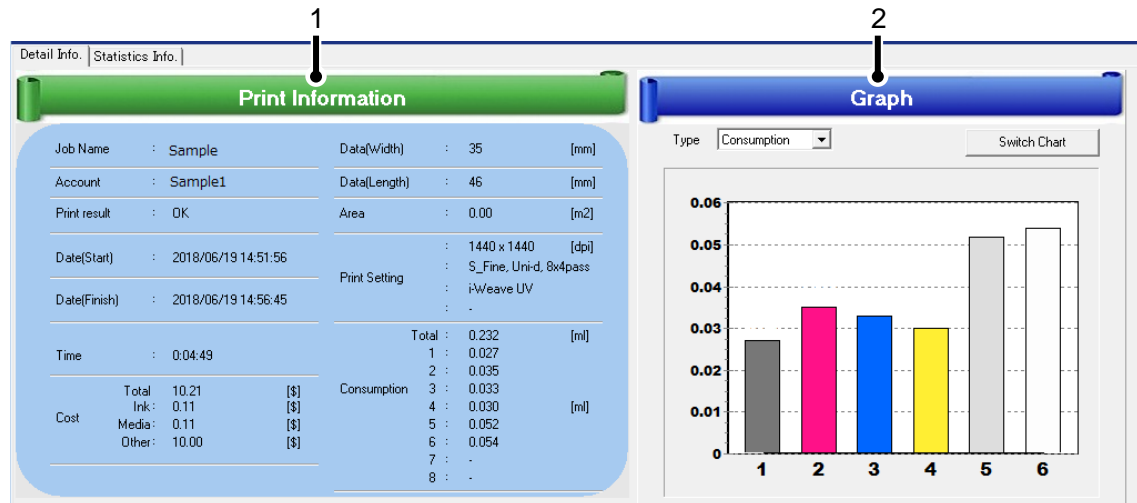 1
2
Detail Info. Statistics Info.
Print Information
Job Name : Sample
Account : Sample1
Print result : OK
Date(Start) : 2018/06/19 14:51:56
Date(Finish) : 2018/06/19 14:56:45
Time : 0:04:49
Cost
Total 10.21 [$]
Ink : 0.11 [$]
Media : 0.11 [$]
Other : 10.00 [$]
Data(Width) : 35 [mm]
Data(Length) : 46 [mm]
Area : 0.00 [m2]
Print Setting
: 1440 x 1440 [dpi]
: S_Fine, Uni-d, 8x4pass
: i-Weave UV
: -
Consumption
Total : 0.232 [ml]
1 : 0.027
2 : 0.035
3 : 0.033
4 : 0.030 [ml]
5 : 0.052
6 : 0.054
7 : -
8 : -
Graph
Type Consumption
Switch Chart
0.06
0.05
0.04
0.03
0.02
0.01
0
1 2 3 4 5 6